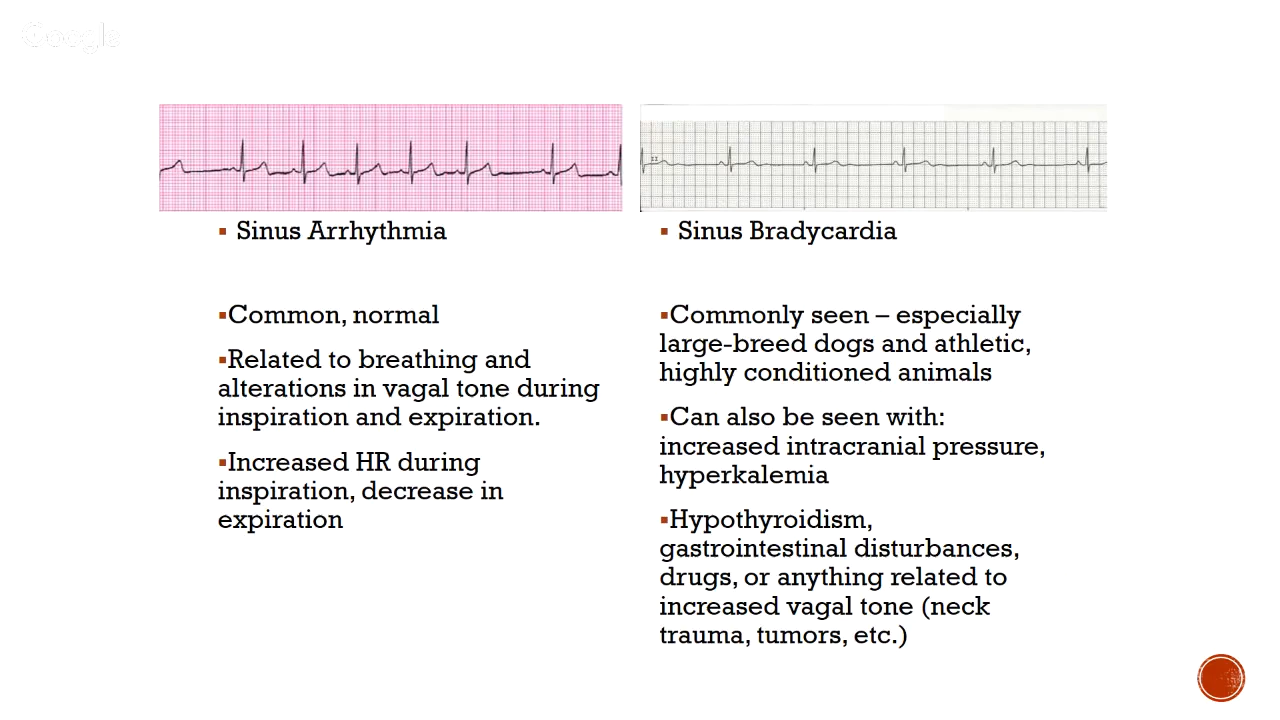 Google
II
▪ Sinus Arrhythmia
▪Common, normal
▪Related to breathing and
alterations in vagal tone during
inspiration and expiration.
▪Increased HR during
inspiration, decrease in
expiration
▪ Sinus Bradycardia
▪Commonly seen – especially
large-breed dogs and athletic,
highly conditioned animals
▪Can also be seen with:
increased intracranial pressure,
hyperkalemia
▪Hypothyroidism,
gastrointestinal disturbances,
drugs, or anything related to
increased vagal tone (neck
trauma, tumors, etc.)